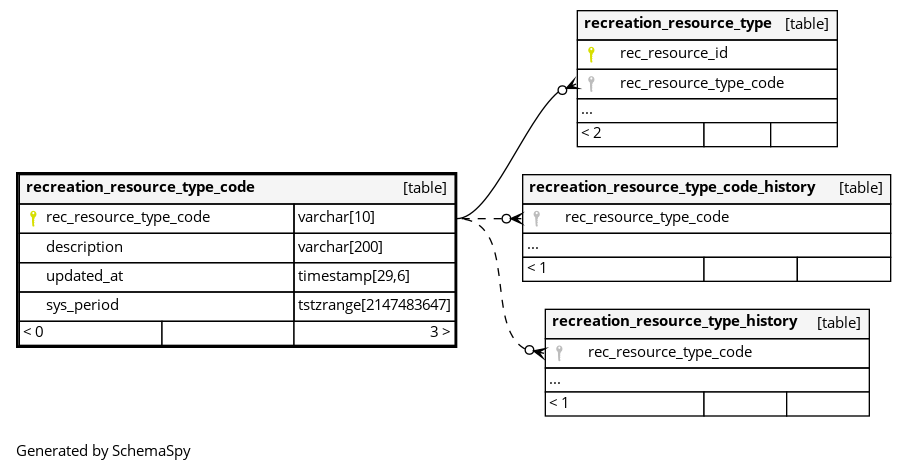 recreation_resource_type [table]
rec_resource_id
rec_resource_type_code
...
< 2
recreation_resource_type_code [table]
rec_resource_type_code varchar[10]
description varchar[200]
updated_at timestamp[29,6]
sys_period tstzrange[2147483647]
< 0 3 >
recreation_resource_type_code_history [table]
rec_resource_type_code
...
< 1
recreation_resource_type_history [table]
rec_resource_type_code
...
< 1
Generated by SchemaSpy